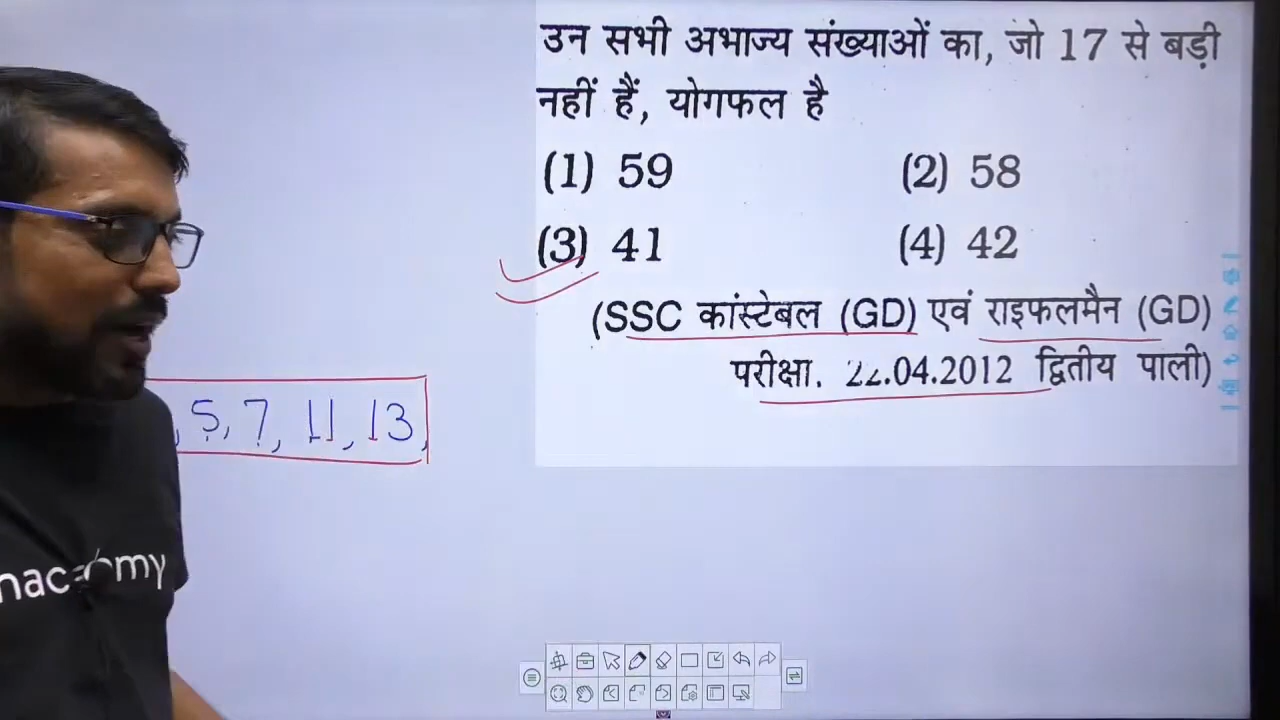 उन सभी अभाज्य संख्याओं का, जो 17 से बड़ी
नहीं हैं, योगफल है
(1) 59 (2) 58
(3) 41 (4) 42
(SSC कांस्टेबल (GD) एवं राइफलमैन (GD)
परीक्षा. 22.04.2012 द्वितीय पाली)
, 5, 7, 11, 13,